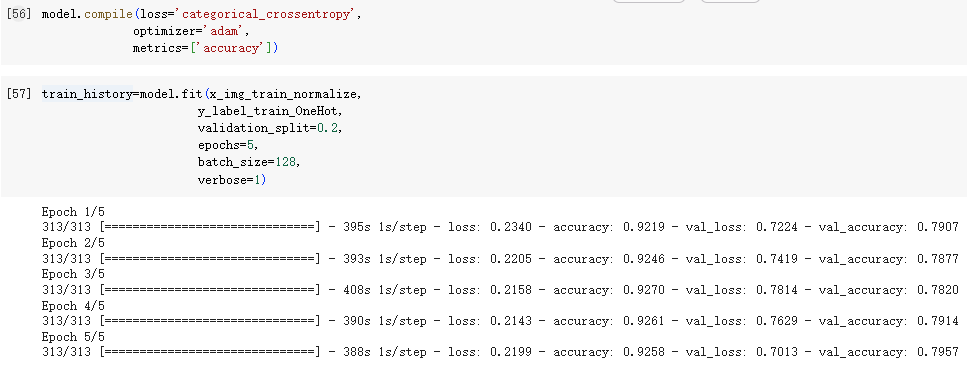 [56] model.compile(loss='categorical_crossentropy',
optimizer='adam',
metrics=['accuracy'])
[57] train_history=model.fit(x_img_train_normalize,
y_label_train_OneHot,
validation_split=0.2,
epochs=5,
batch_size=128,
verbose=1)
Epoch 1/5
313/313 [==============================] - 395s 1s/step - loss: 0.2340 - accuracy: 0.9219 - val_loss: 0.7224 - val_accuracy: 0.7907
Epoch 2/5
313/313 [==============================] - 393s 1s/step - loss: 0.2205 - accuracy: 0.9246 - val_loss: 0.7419 - val_accuracy: 0.7877
Epoch 3/5
313/313 [==============================] - 408s 1s/step - loss: 0.2158 - accuracy: 0.9270 - val_loss: 0.7814 - val_accuracy: 0.7820
Epoch 4/5
313/313 [==============================] - 390s 1s/step - loss: 0.2143 - accuracy: 0.9261 - val_loss: 0.7629 - val_accuracy: 0.7914
Epoch 5/5
313/313 [==============================] - 388s 1s/step - loss: 0.2199 - accuracy: 0.9258 - val_loss: 0.7013 - val_accuracy: 0.7957